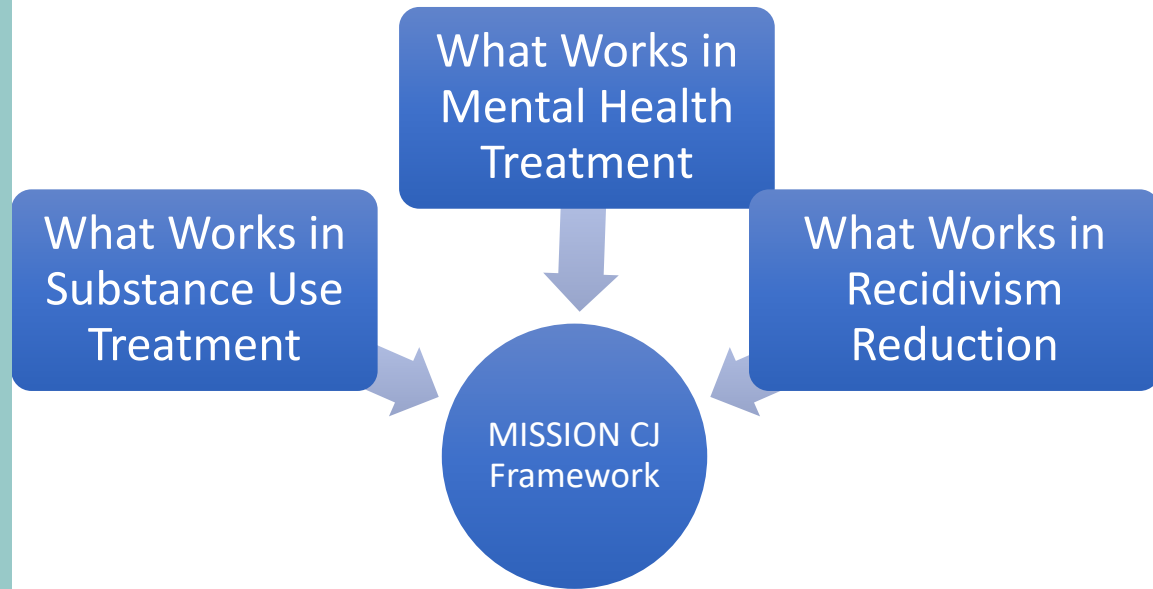 What Works in
Mental Health
Treatment
What Works in
Substance Use
Treatment
What Works in
Recidivism
Reduction
MISSION CJ
Framework